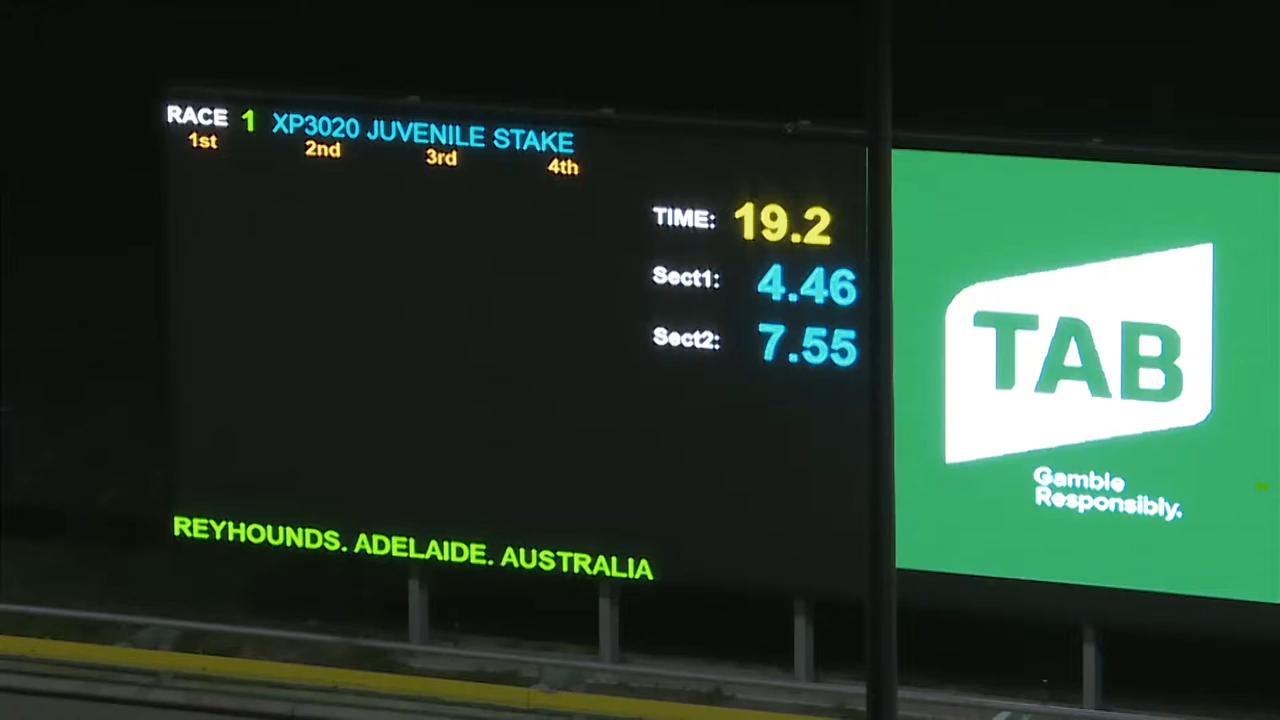 RACE 1 XP3020 JUVENILE STAKE
1st 2nd 3rd 4th
TIME: 19.2
Sect1: 4.46
Sect2: 7.55
REYHOUNDS. ADELAIDE. AUSTRALIA
TAB
Gamble
Responsibly.